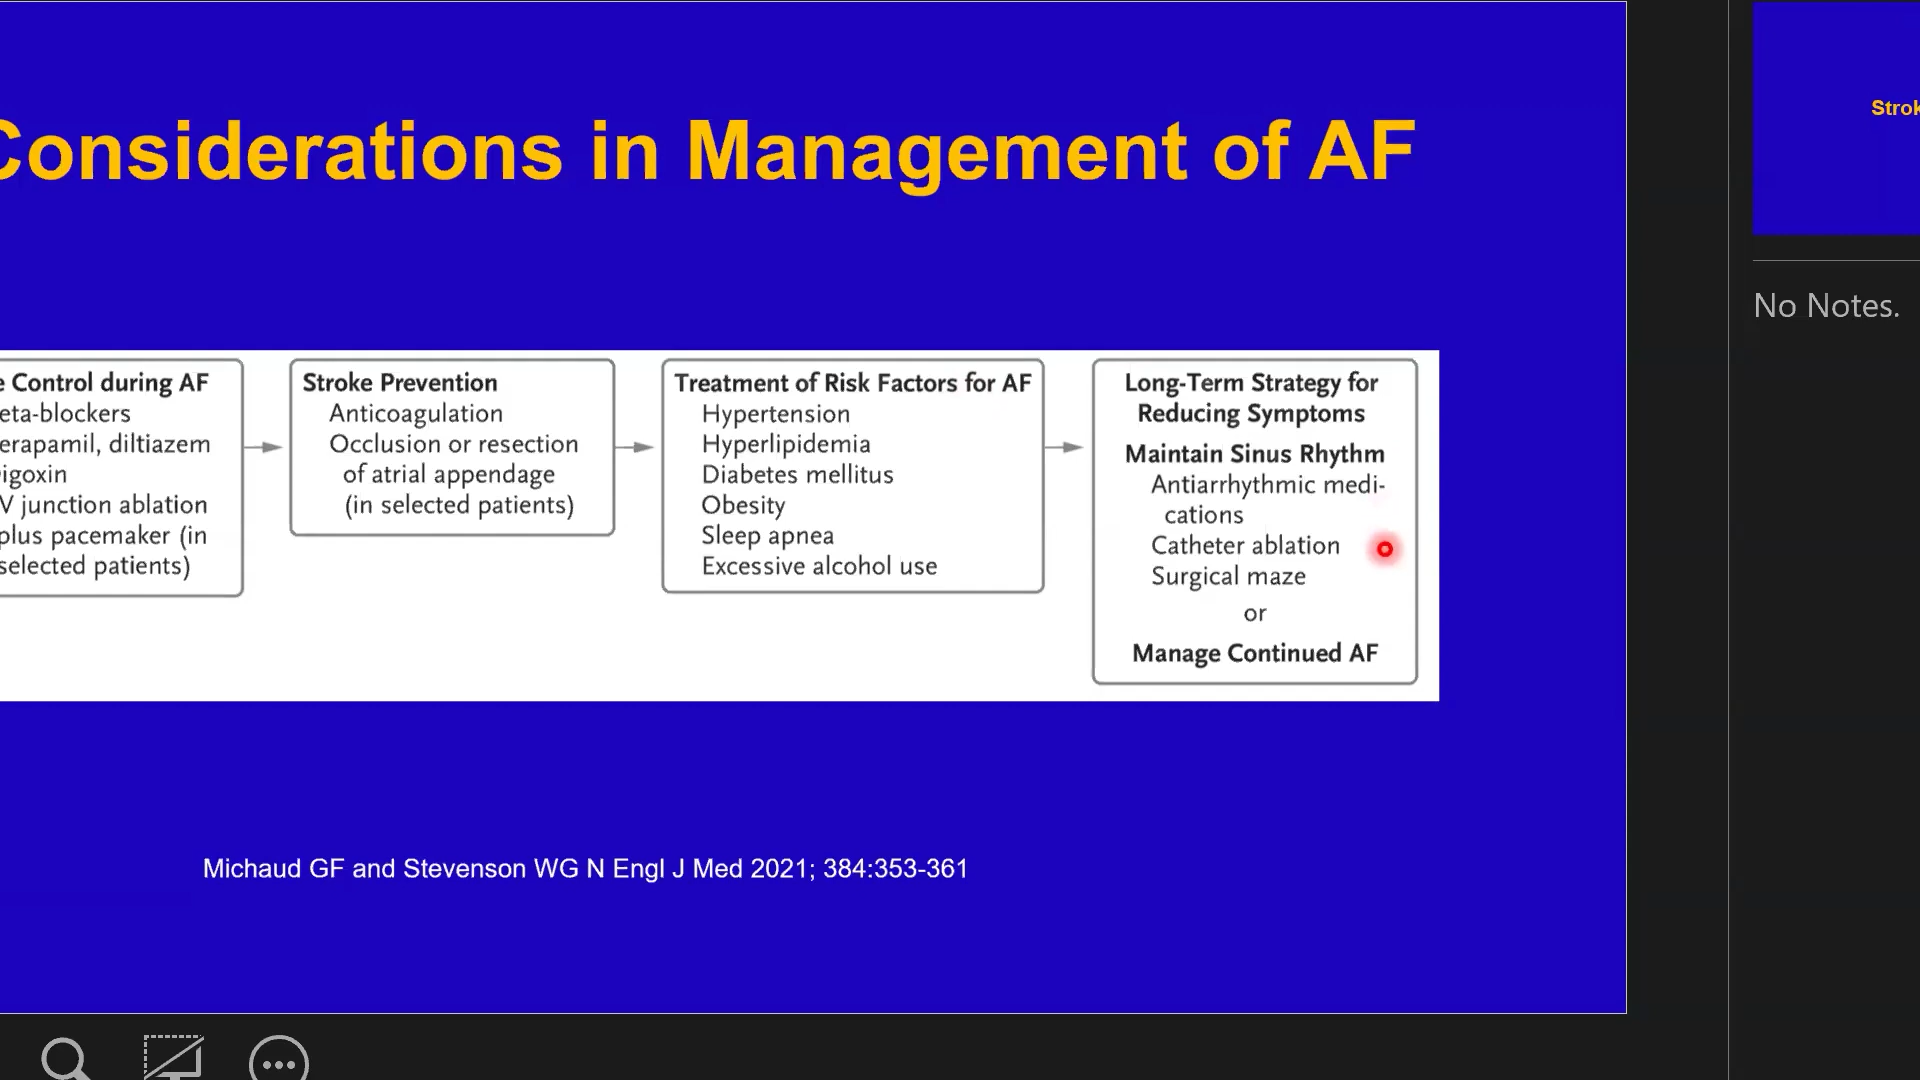 Considerations in Management of AF
e Control during AF
eta-blockers
erapamil, diltiazem
igoxin
V junction ablation
plus pacemaker (in
selected patients)
Stroke Prevention
Anticoagulation
Occlusion or resection
of atrial appendage
(in selected patients)
Treatment of Risk Factors for AF
Hypertension
Hyperlipidemia
Diabetes mellitus
Obesity
Sleep apnea
Excessive alcohol use
Long-Term Strategy for
Reducing Symptoms
Maintain Sinus Rhythm
Antiarrhythmic medi-
cations
Catheter ablation
Surgical maze
or
Manage Continued AF
Michaud GF and Stevenson WG N Engl J Med 2021; 384:353-361
Strok
No Notes.